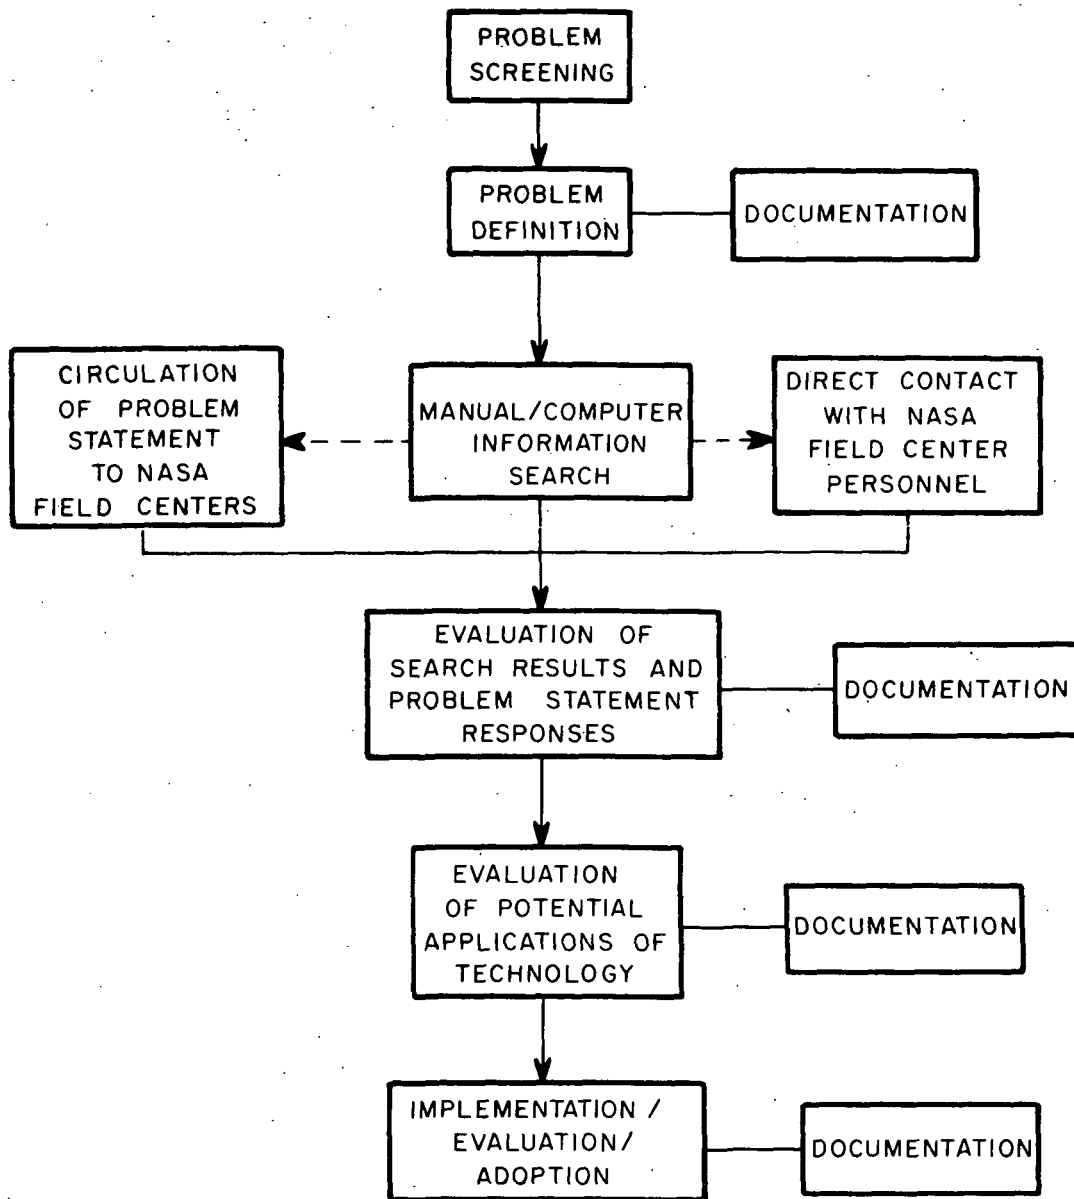 PROBLEM
SCREENING
PROBLEM
DEFINITION
DOCUMENTATION
CIRCULATION
OF PROBLEM
STATEMENT
TO NASA
FIELD CENTERS
MANUAL/COMPUTER
INFORMATION
SEARCH
DIRECT CONTACT
WITH NASA
FIELD CENTER
PERSONNEL
EVALUATION OF
SEARCH RESULTS AND
PROBLEM STATEMENT
RESPONSES
DOCUMENTATION
EVALUATION
OF POTENTIAL
APPLICATIONS OF
TECHNOLOGY
DOCUMENTATION
IMPLEMENTATION /
EVALUATION/
ADOPTION
DOCUMENTATION